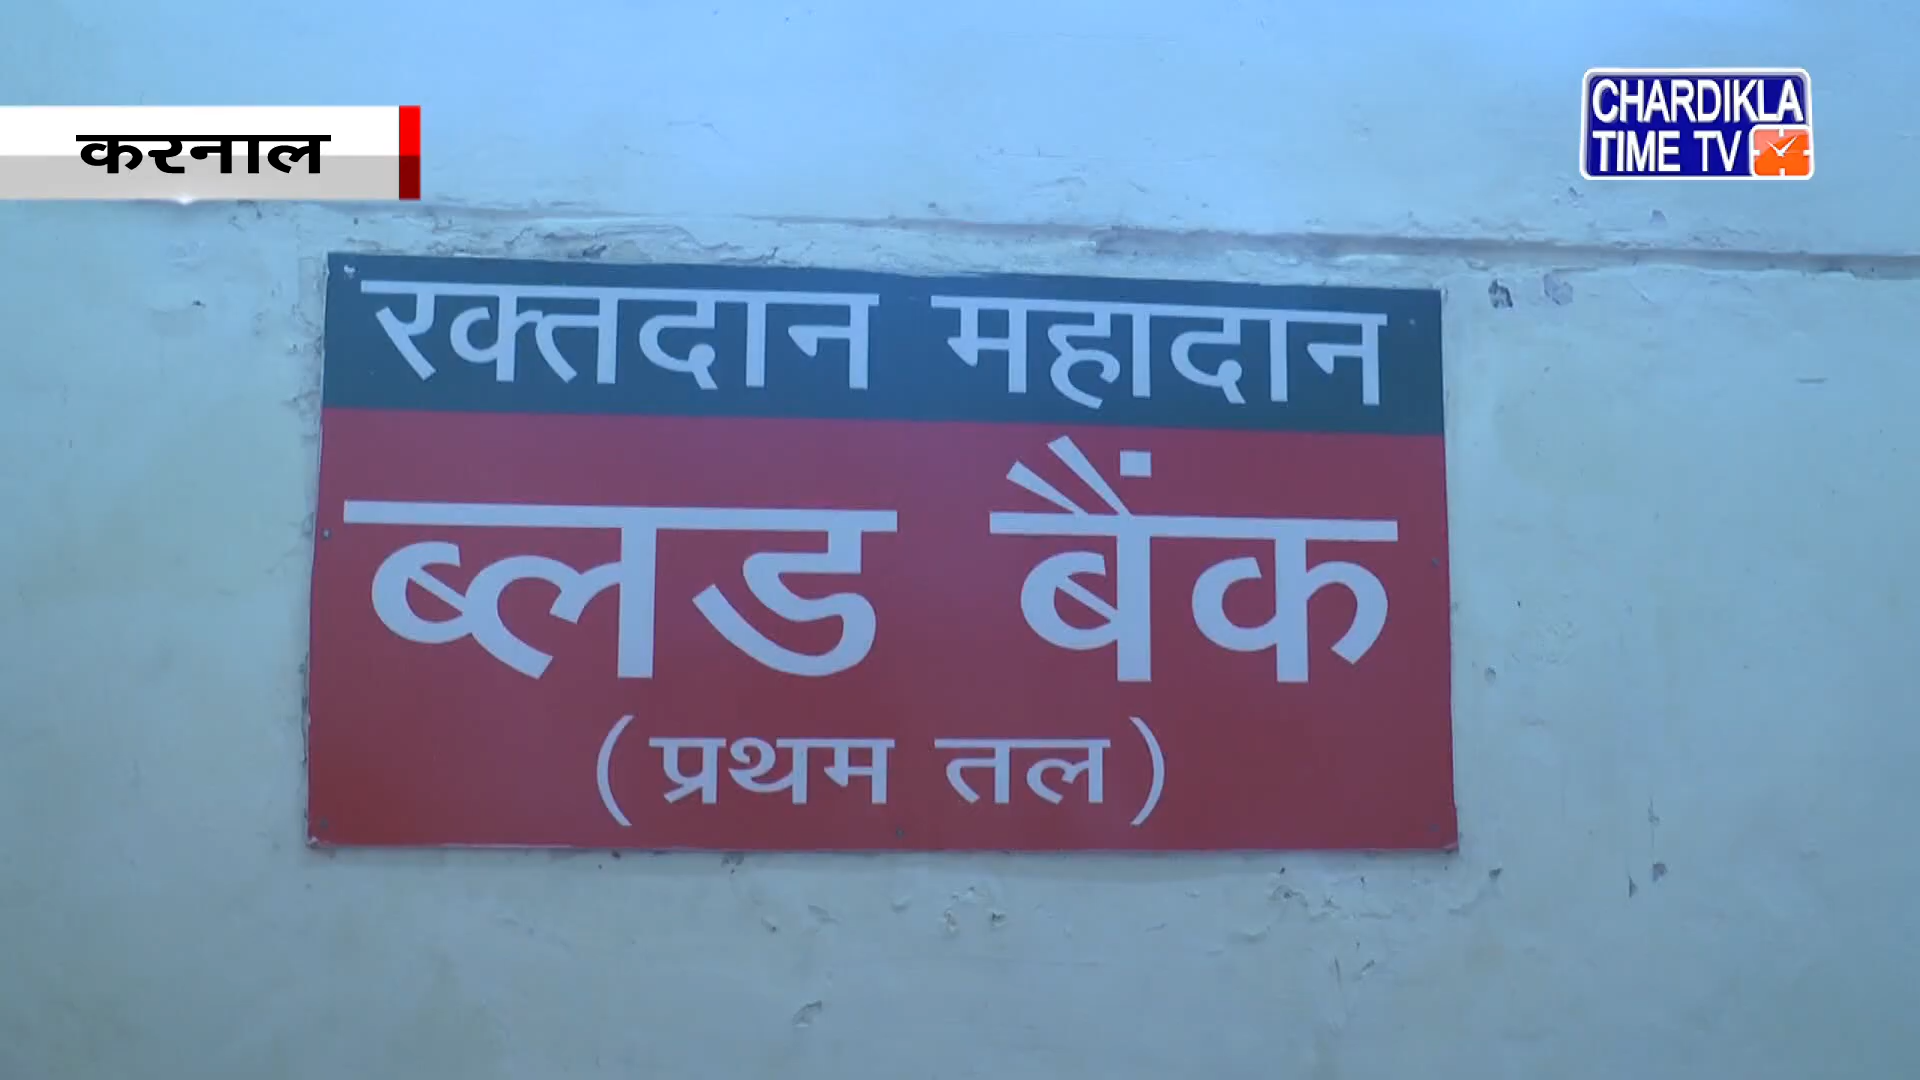 करनाल
CHARDIKLA
TIME TV
रक्तदान महादान
ब्लड बैंक
(प्रथम तल)